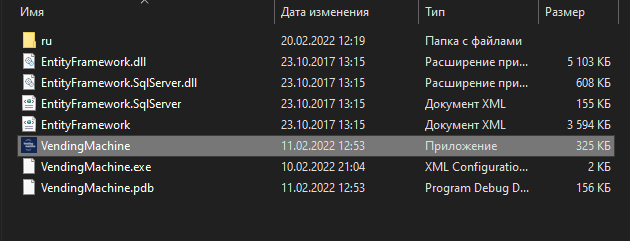 Имя Дата изменения Тип Размер
ru 20.02.2022 12:19 Папка с файлами
EntityFramework.dll 23.10.2017 13:15 Расширение при... 5 103 КБ
EntityFramework.SqlServer.dll 23.10.2017 13:15 Расширение при... 608 КБ
EntityFramework.SqlServer 23.10.2017 13:15 Документ XML 155 КБ
EntityFramework 23.10.2017 13:15 Документ XML 3 594 КБ
VendingMachine 11.02.2022 12:53 Приложение 325 КБ
VendingMachine.exe 10.02.2022 21:04 XML Configuratio... 2 КБ
VendingMachine.pdb 11.02.2022 12:53 Program Debug D... 156 КБ